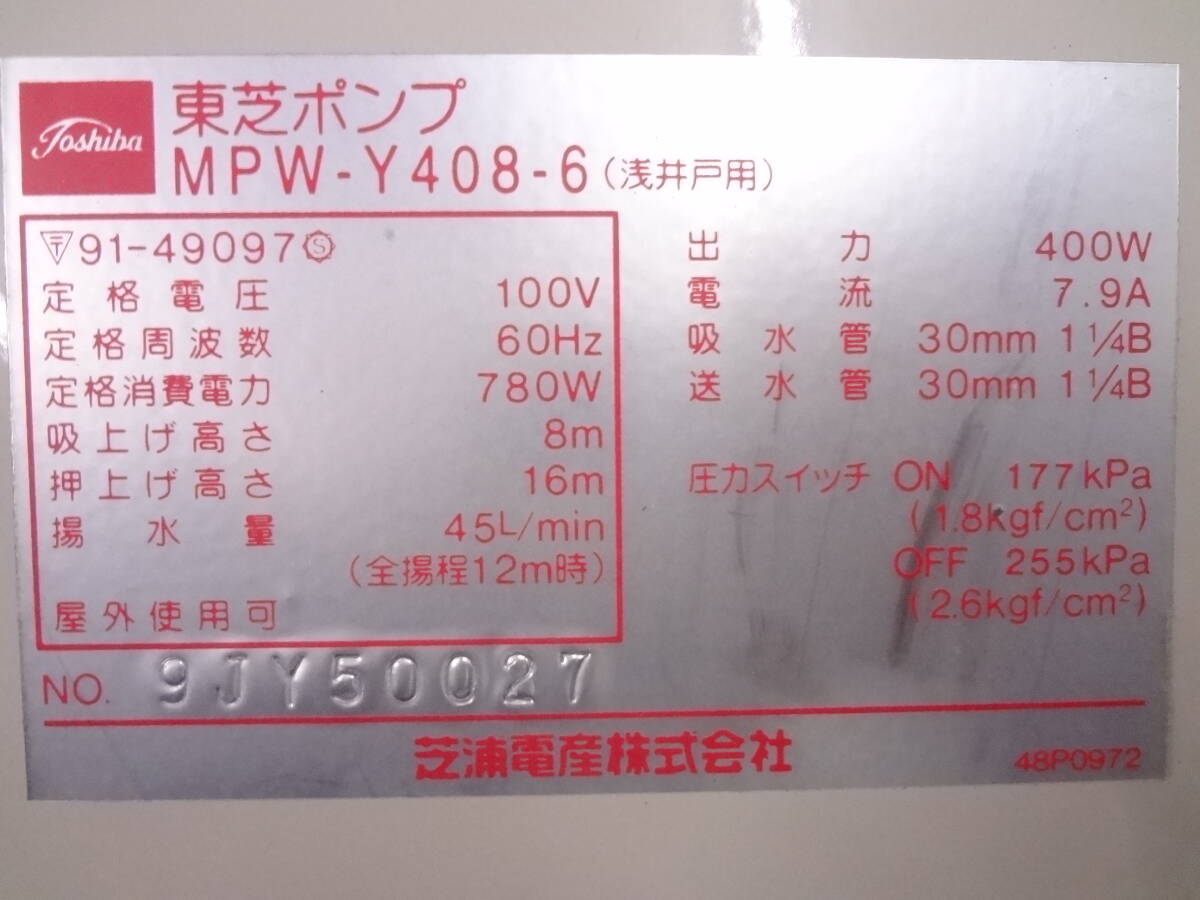 Toshiba
東芝ポンプ
MPW-Y408-6(浅井戸用)
〒91-49097 S
定格電圧 100V
定格周波数 60Hz
定格消費電力 780W
吸上げ高さ 8m
押上げ高さ 16m
揚水量 45L/min
(全揚程12m時)
屋外使用可
出力 400W
電流 7.9A
吸水管 30mm 1¼B
送水管 30mm 1¼B
圧力スイッチ ON 177kPa
(1.8kgf/cm²)
OFF 255kPa
(2.6kgf/cm²)
NO. 9JY50027
芝浦電産株式会社
48P0972